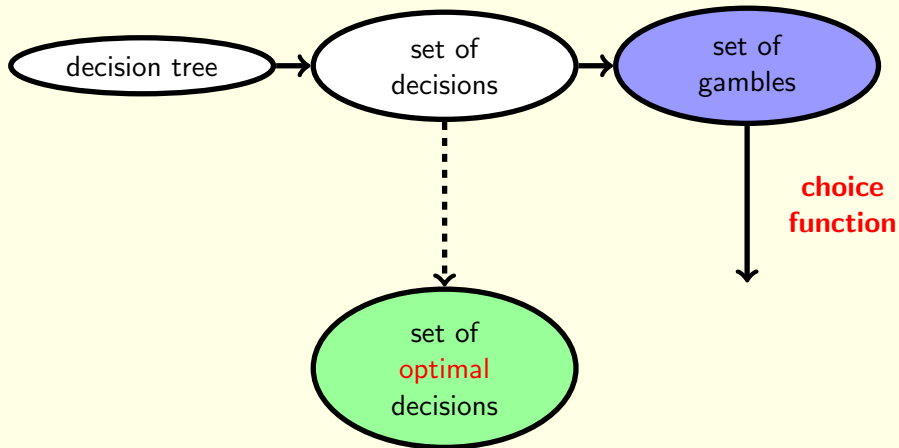 decision tree
set of
decisions
set of
gambles
choice
function
set of
optimal
decisions